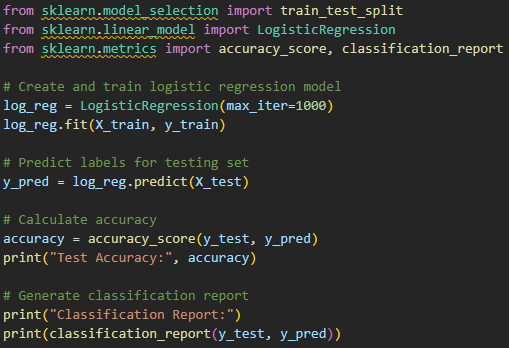 from sklearn.model_selection import train_test_split
from sklearn.linear_model import LogisticRegression
from sklearn.metrics import accuracy_score, classification_report
# Create and train logistic regression model
log_reg = LogisticRegression(max_iter=1000)
log_reg.fit(X_train, y_train)
# Predict labels for testing set
y_pred = log_reg.predict(X_test)
# Calculate accuracy
accuracy = accuracy_score(y_test, y_pred)
print("Test Accuracy:", accuracy)
# Generate classification report
print("Classification Report:")
print(classification_report(y_test, y_pred))